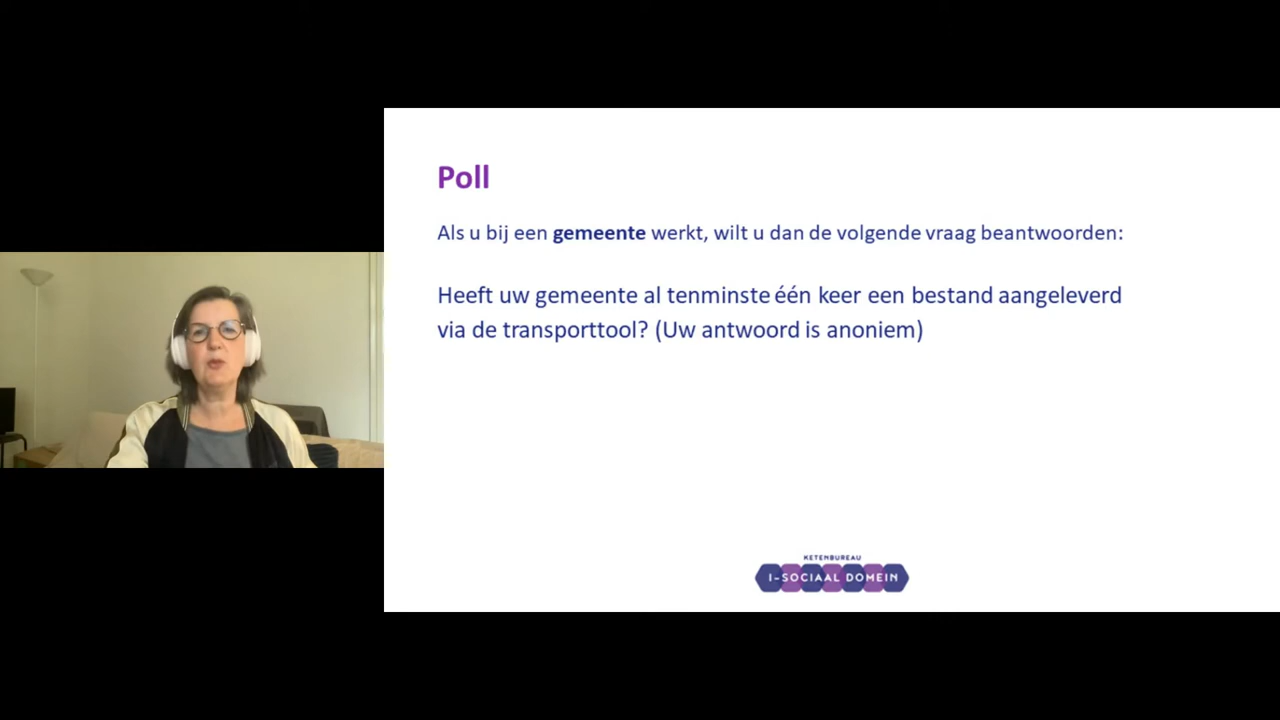 Poll
Als u bij een gemeente werkt, wilt u dan de volgende vraag beantwoorden:
Heeft uw gemeente al tenminste één keer een bestand aangeleverd
via de transporttool? (Uw antwoord is anoniem)
KETENBUREAU
I-SOCIAAL DOMEIN